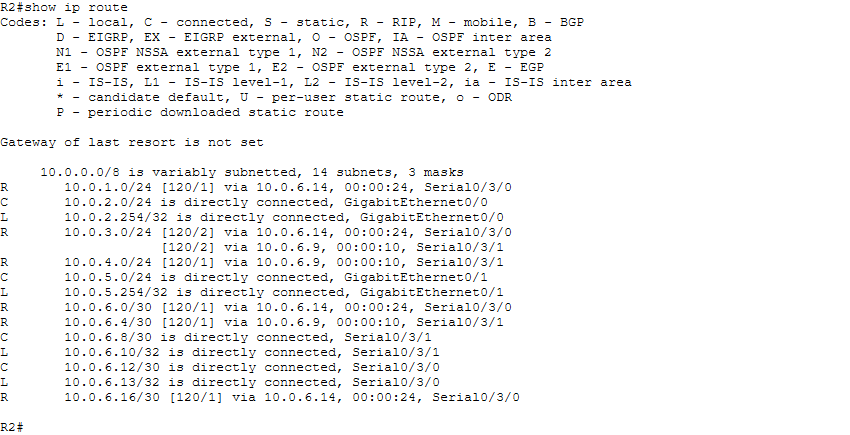 R2#show ip route
Codes: L - local, C - connected, S - static, R - RIP, M - mobile, B - BGP
       D - EIGRP, EX - EIGRP external, O - OSPF, IA - OSPF inter area
       N1 - OSPF NSSA external type 1, N2 - OSPF NSSA external type 2
       E1 - OSPF external type 1, E2 - OSPF external type 2, E - EGP
       i - IS-IS, L1 - IS-IS level-1, L2 - IS-IS level-2, ia - IS-IS inter area
       * - candidate default, U - per-user static route, o - ODR
       P - periodic downloaded static route

Gateway of last resort is not set

     10.0.0.0/8 is variably subnetted, 14 subnets, 3 masks
R       10.0.1.0/24 [120/1] via 10.0.6.14, 00:00:24, Serial0/3/0
C       10.0.2.0/24 is directly connected, GigabitEthernet0/0
L       10.0.2.254/32 is directly connected, GigabitEthernet0/0
R       10.0.3.0/24 [120/2] via 10.0.6.14, 00:00:24, Serial0/3/0
                    [120/2] via 10.0.6.9, 00:00:10, Serial0/3/1
R       10.0.4.0/24 [120/1] via 10.0.6.9, 00:00:10, Serial0/3/1
C       10.0.5.0/24 is directly connected, GigabitEthernet0/1
L       10.0.5.254/32 is directly connected, GigabitEthernet0/1
R       10.0.6.0/30 [120/1] via 10.0.6.14, 00:00:24, Serial0/3/0
R       10.0.6.4/30 [120/1] via 10.0.6.9, 00:00:10, Serial0/3/1
C       10.0.6.8/30 is directly connected, Serial0/3/1
L       10.0.6.10/32 is directly connected, Serial0/3/1
C       10.0.6.12/30 is directly connected, Serial0/3/0
L       10.0.6.13/32 is directly connected, Serial0/3/0
R       10.0.6.16/30 [120/1] via 10.0.6.14, 00:00:24, Serial0/3/0

R2#